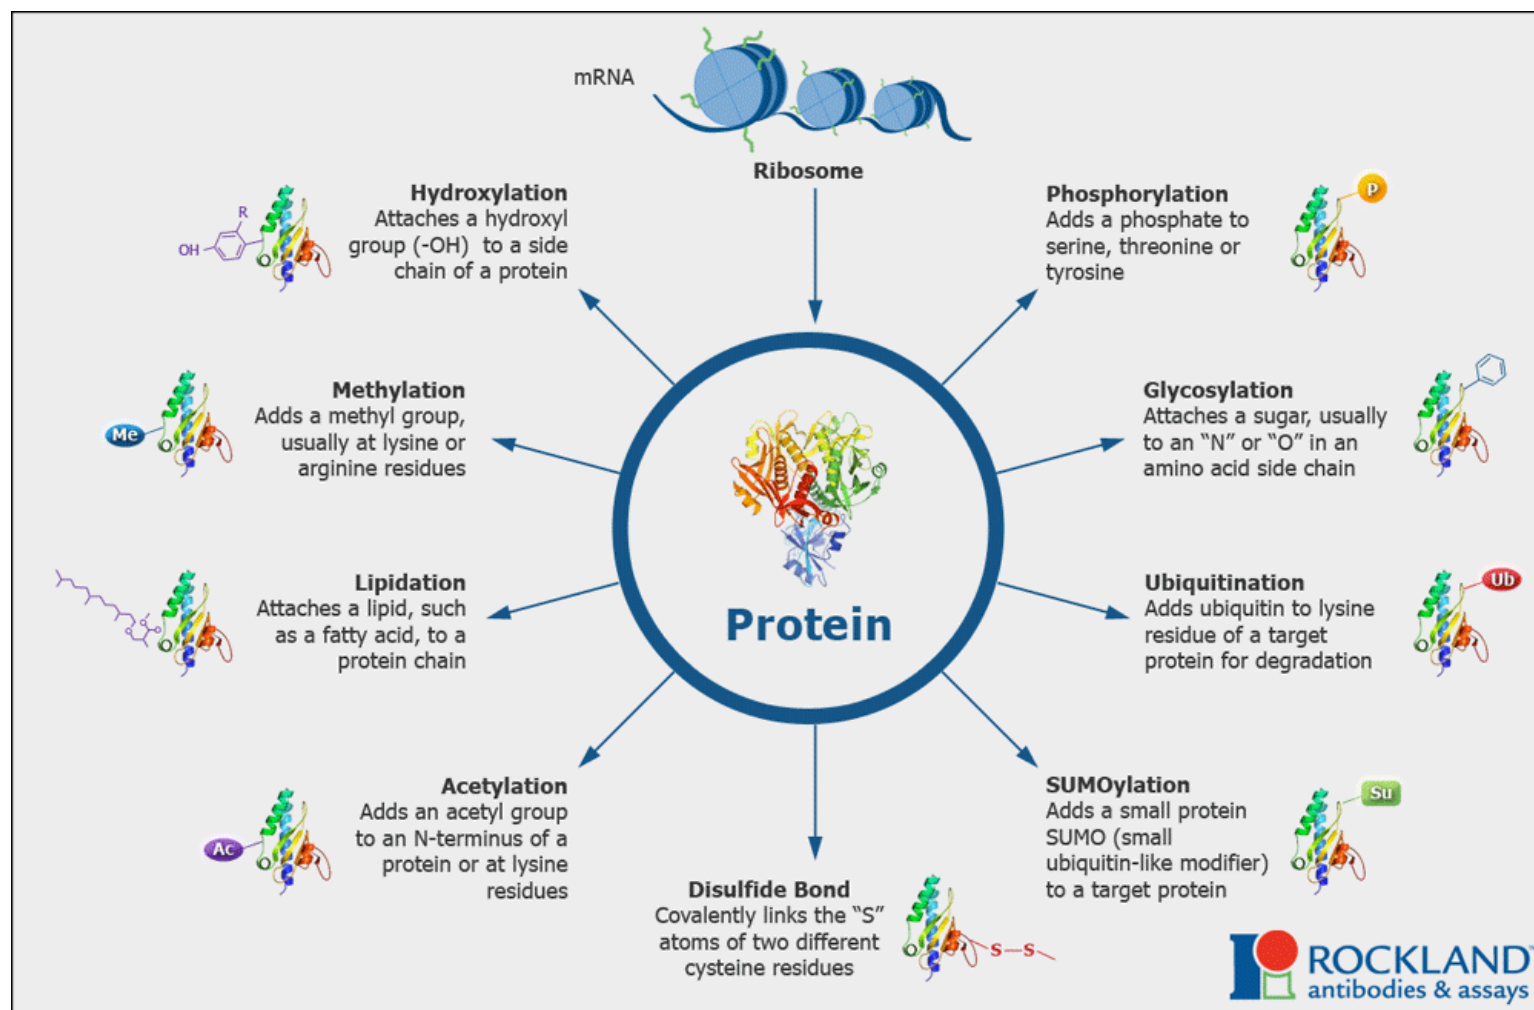 mRNA
Ribosome
Hydroxylation
Attaches a hydroxyl
group (-OH) to a side
chain of a protein
R
OH
Phosphorylation
Adds a phosphate to
serine, threonine or
tyrosine
P
Methylation
Adds a methyl group,
usually at lysine or
arginine residues
Me
Glycosylation
Attaches a sugar, usually
to an “N” or “O” in an
amino acid side chain
Protein
Lipidation
Attaches a lipid, such
as a fatty acid, to a
protein chain
Ubiquitination
Adds ubiquitin to lysine
residue of a target
protein for degradation
Ub
Acetylation
Adds an acetyl group
to an N-terminus of a
protein or at lysine
residues
Ac
Disulfide Bond
Covalently links the “S”
atoms of two different
cysteine residues
S—S
SUMOylation
Adds a small protein
SUMO (small
ubiquitin-like modifier)
to a target protein
Su
ROCKLAND™
antibodies & assays